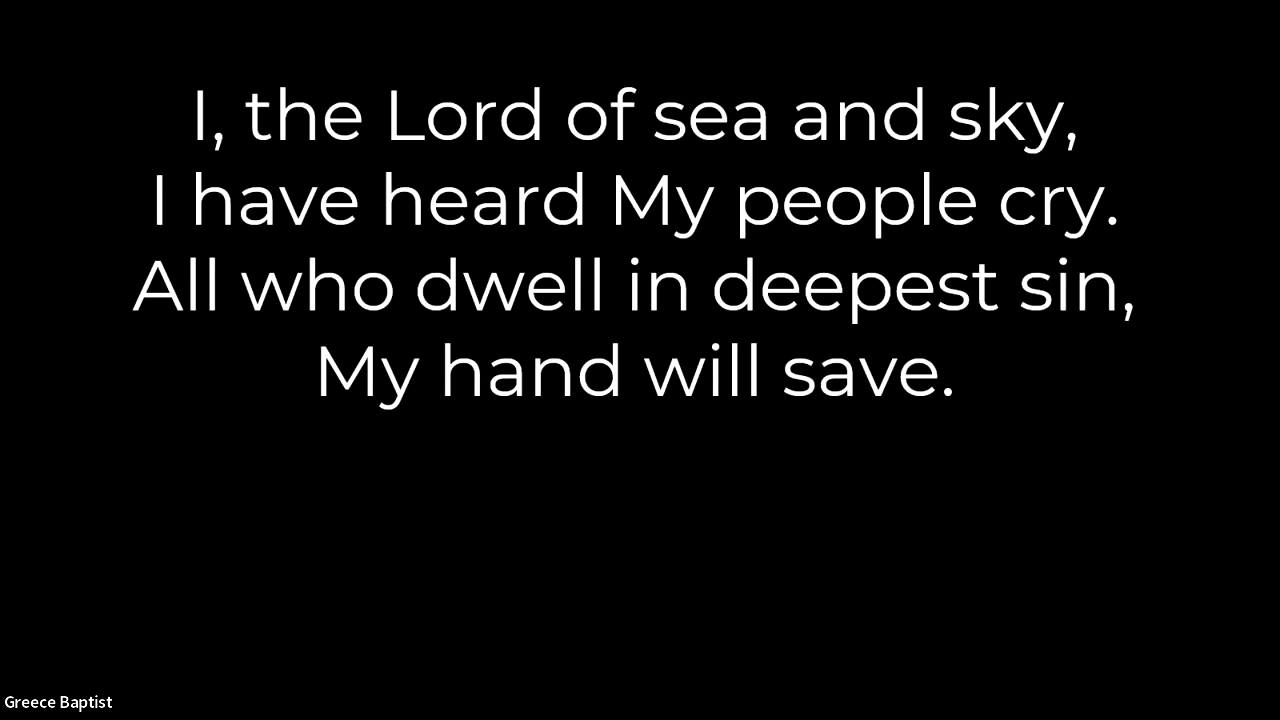 I, the Lord of sea and sky,
I have heard My people cry.
All who dwell in deepest sin,
My hand will save.
Greece Baptist